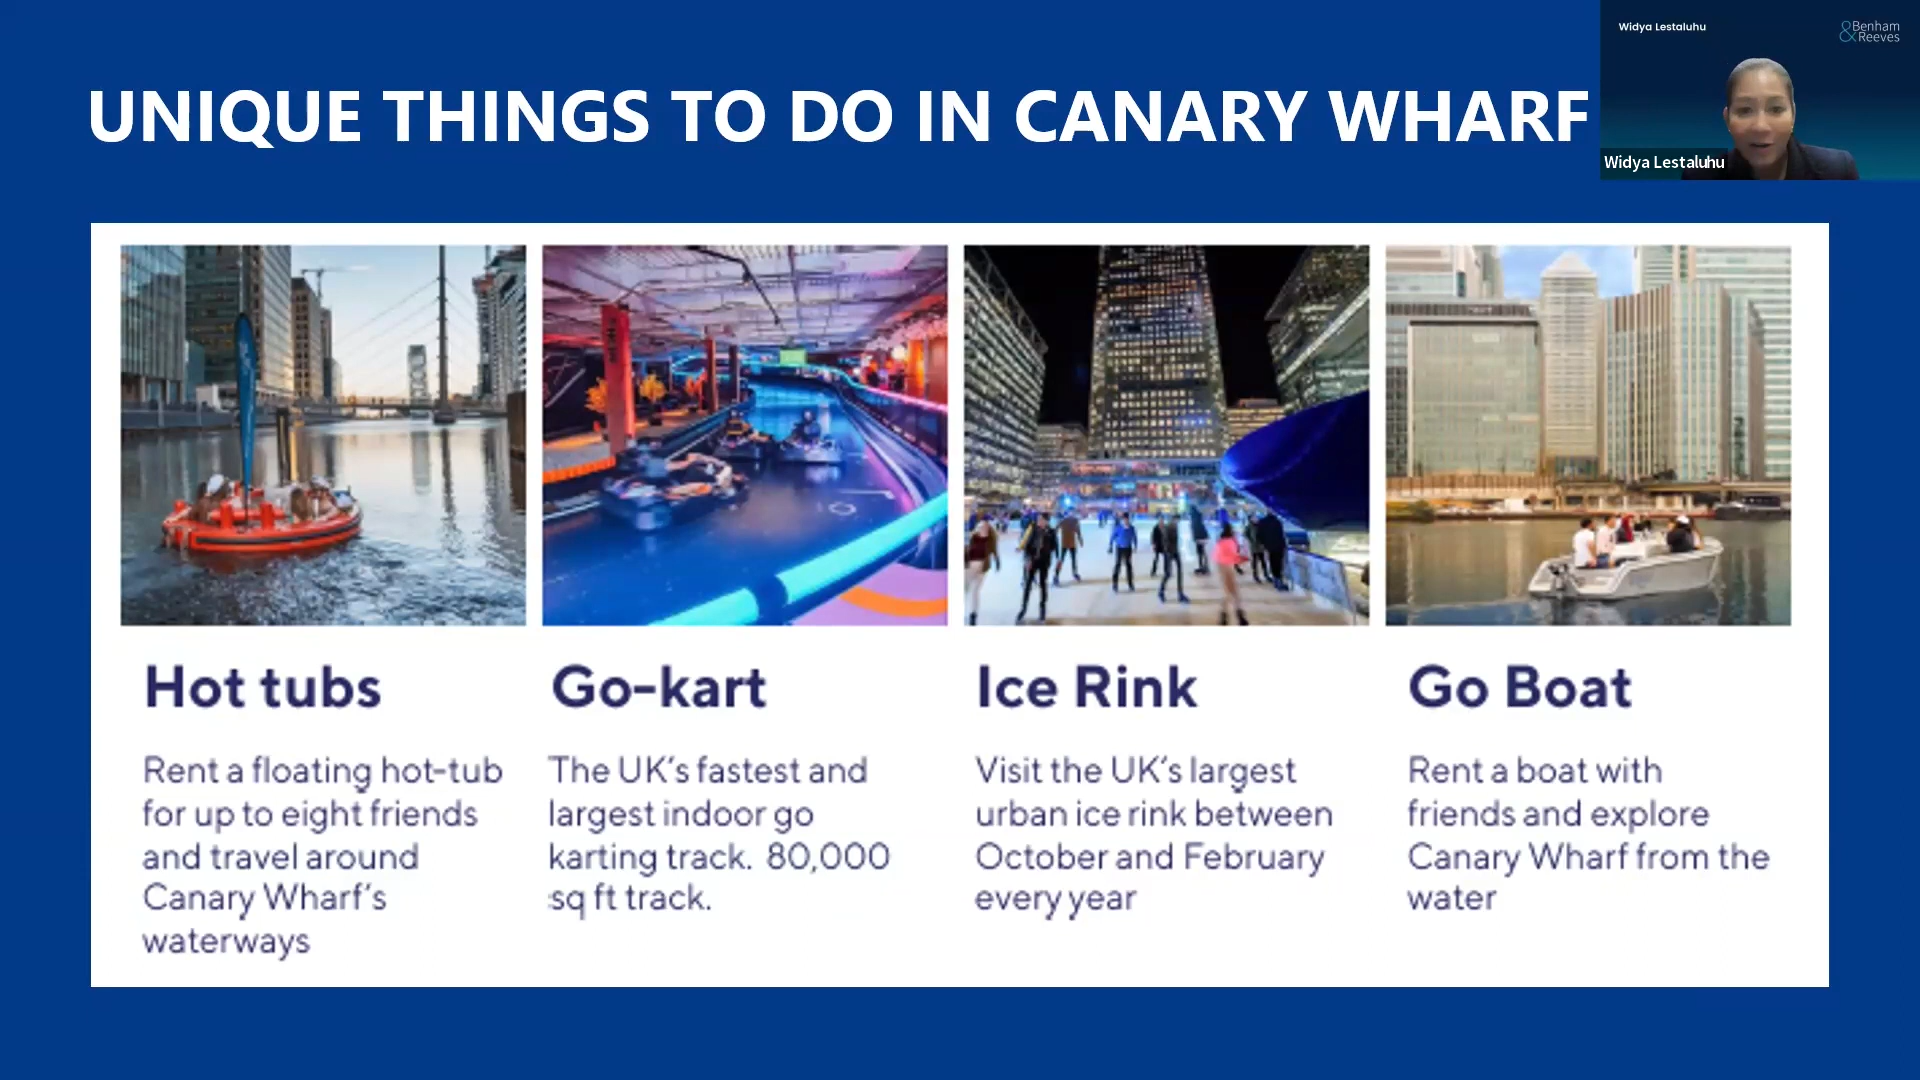 UNIQUE THINGS TO DO IN CANARY WHARF
Widya Lestaluhu
&Benham
Reeves
Widya Lestaluhu
Hot tubs
Rent a floating hot-tub
for up to eight friends
and travel around
Canary Wharf's
waterways
Go-kart
The UK's fastest and
largest indoor go
karting track. 80,000
sq ft track.
Ice Rink
Visit the UK's largest
urban ice rink between
October and February
every year
Go Boat
Rent a boat with
friends and explore
Canary Wharf from the
water